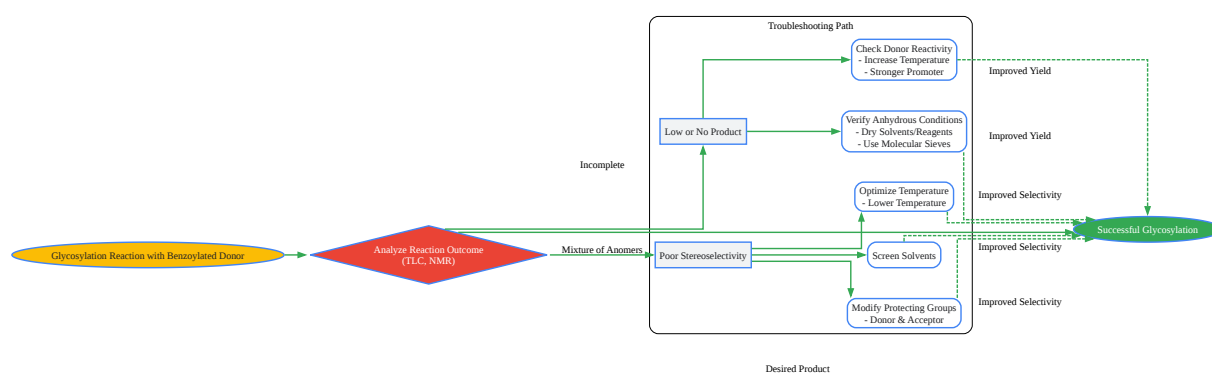 Troubleshooting Path
Check Donor Reactivity
- Increase Temperature
- Stronger Promoter
Improved Yield
Low or No Product
Verify Anhydrous Conditions
- Dry Solvents/Reagents
- Use Molecular Sieves
Improved Yield
Incomplete
Optimize Temperature
- Lower Temperature
Improved Selectivity
Glycosylation Reaction with Benzoylated Donor
Analyze Reaction Outcome
(TLC, NMR)
Mixture of Anomers
Poor Stereoselectivity
Screen Solvents
Improved Selectivity
Successful Glycosylation
Modify Protecting Groups
- Donor & Acceptor
Improved Selectivity
Desired Product